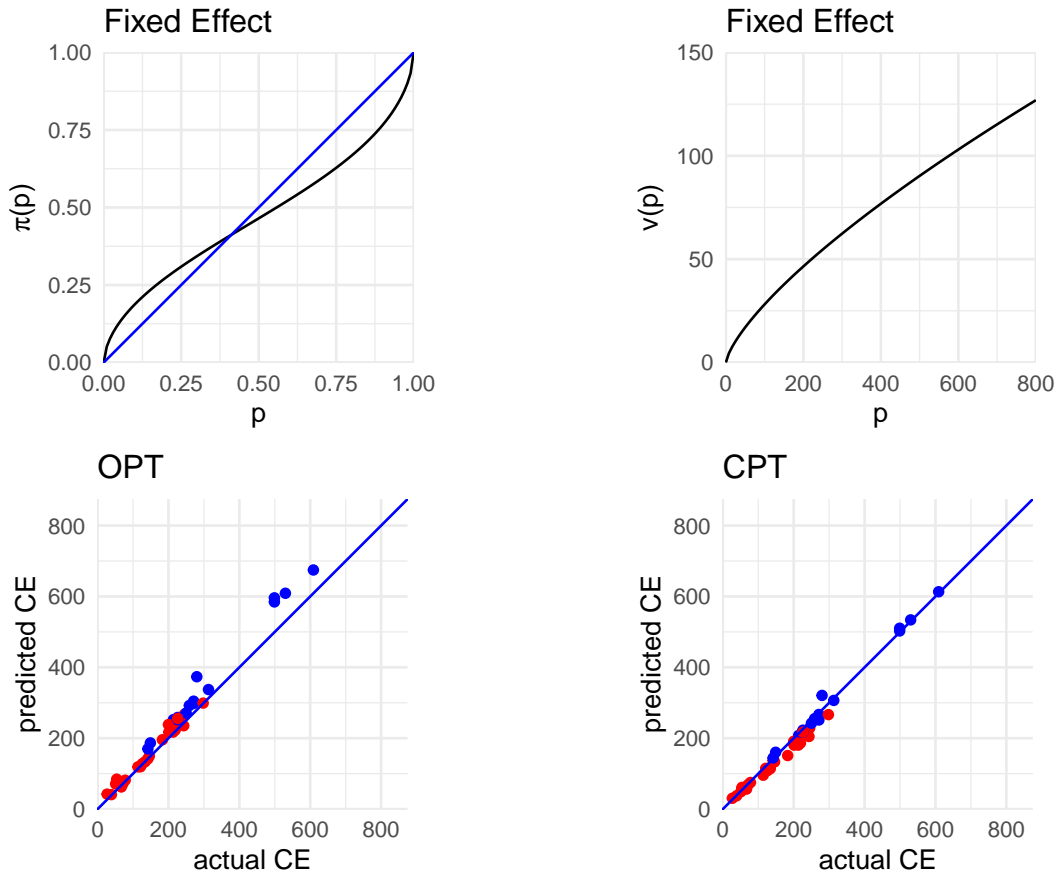 Fixed Effect
1.00
0.75
0.50
0.25
0.00
π(p)
0.00 0.25 0.50 0.75 1.00
p
Fixed Effect
150
100
50
0
v(p)
0 200 400 600 800
p
OPT
800
600
400
200
0
predicted CE
0 200 400 600 800
actual CE
CPT
800
600
400
200
0
predicted CE
0 200 400 600 800
actual CE